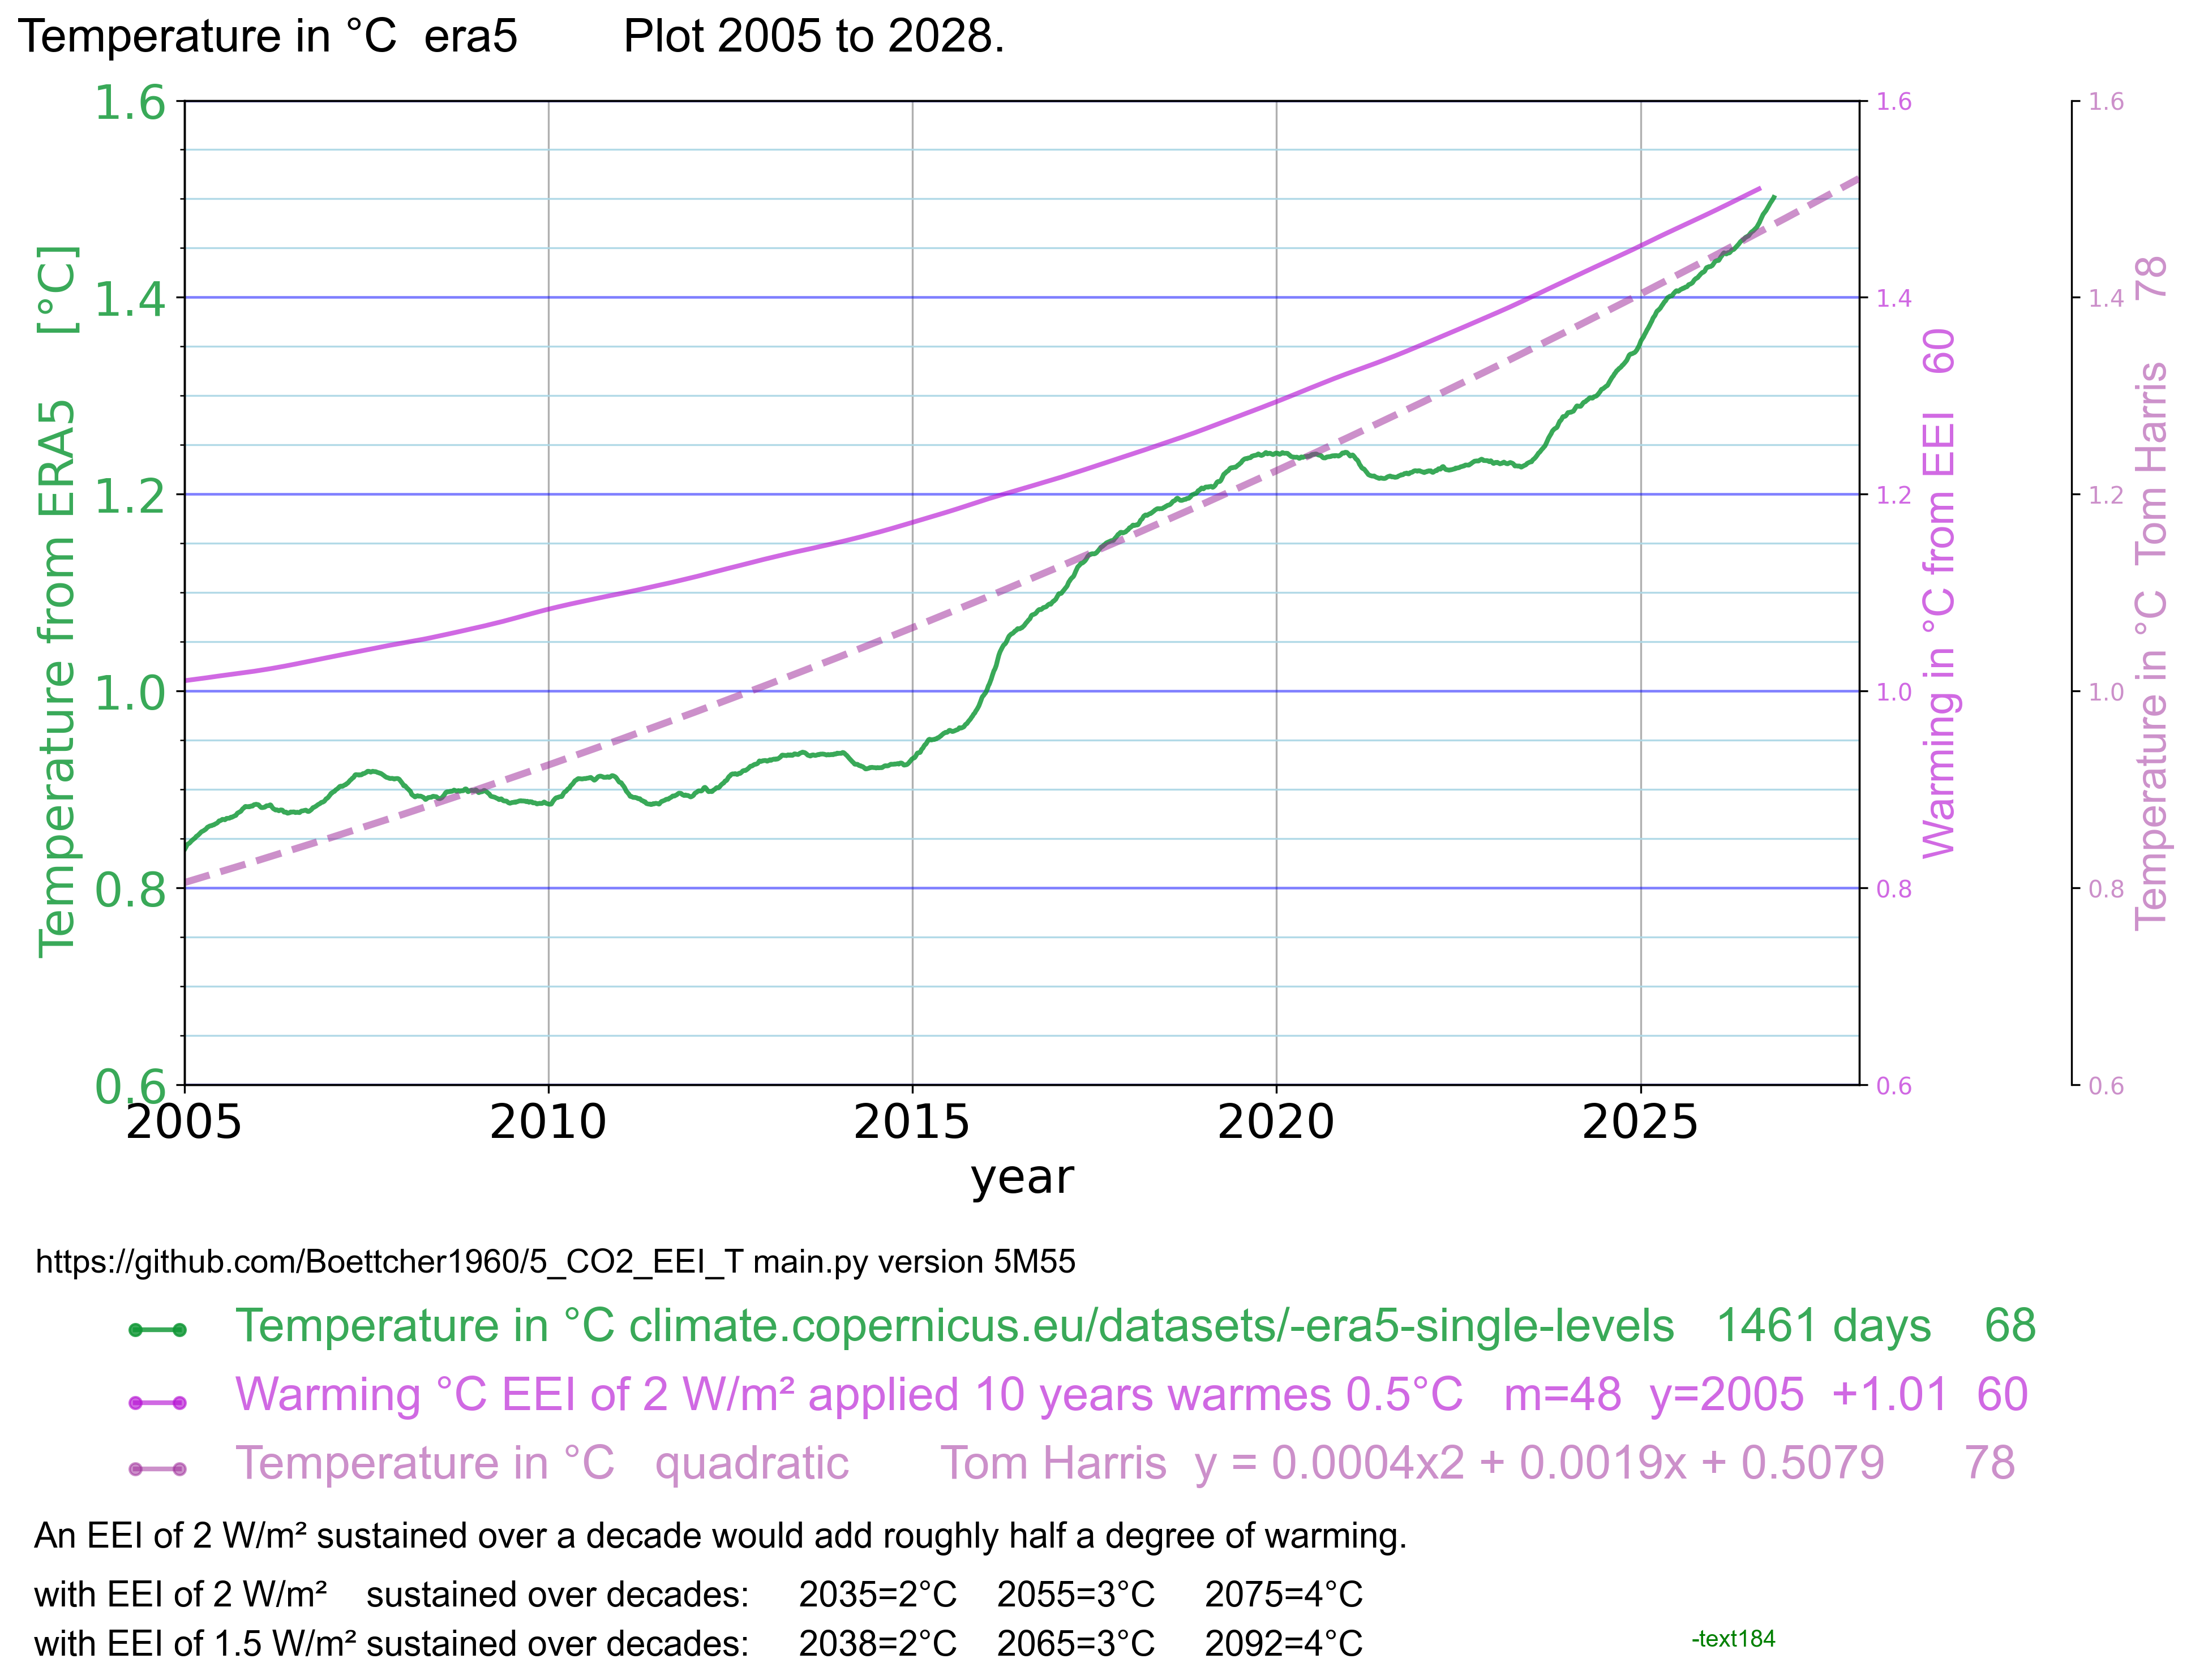 Temperature in °C  era5        Plot 2005 to 2028.
Temperature from ERA5    [°C]
1.6
1.4
1.2
1.0
0.8
0.6
2005 2010 2015 2020 2025
year
1.6
1.4
1.2
1.0
0.8
0.6
Warming in °C from EEI   60
1.6
1.4
1.2
1.0
0.8
0.6
Temperature in °C  Tom Harris    78
https://github.com/Boettcher1960/5_CO2_EEI_T main.py version 5M55
Temperature in °C climate.copernicus.eu/datasets/-era5-single-levels   1461 days    68
Warming °C EEI of 2 W/m² applied 10 years warmes 0.5°C   m=48  y=2005  +1.01  60
Temperature in °C   quadratic       Tom Harris  y = 0.0004x2 + 0.0019x + 0.5079      78
An EEI of 2 W/m² sustained over a decade would add roughly half a degree of warming.
with EEI of 2 W/m²    sustained over decades:     2035=2°C    2055=3°C     2075=4°C
with EEI of 1.5 W/m² sustained over decades:     2038=2°C    2065=3°C     2092=4°C
-text184